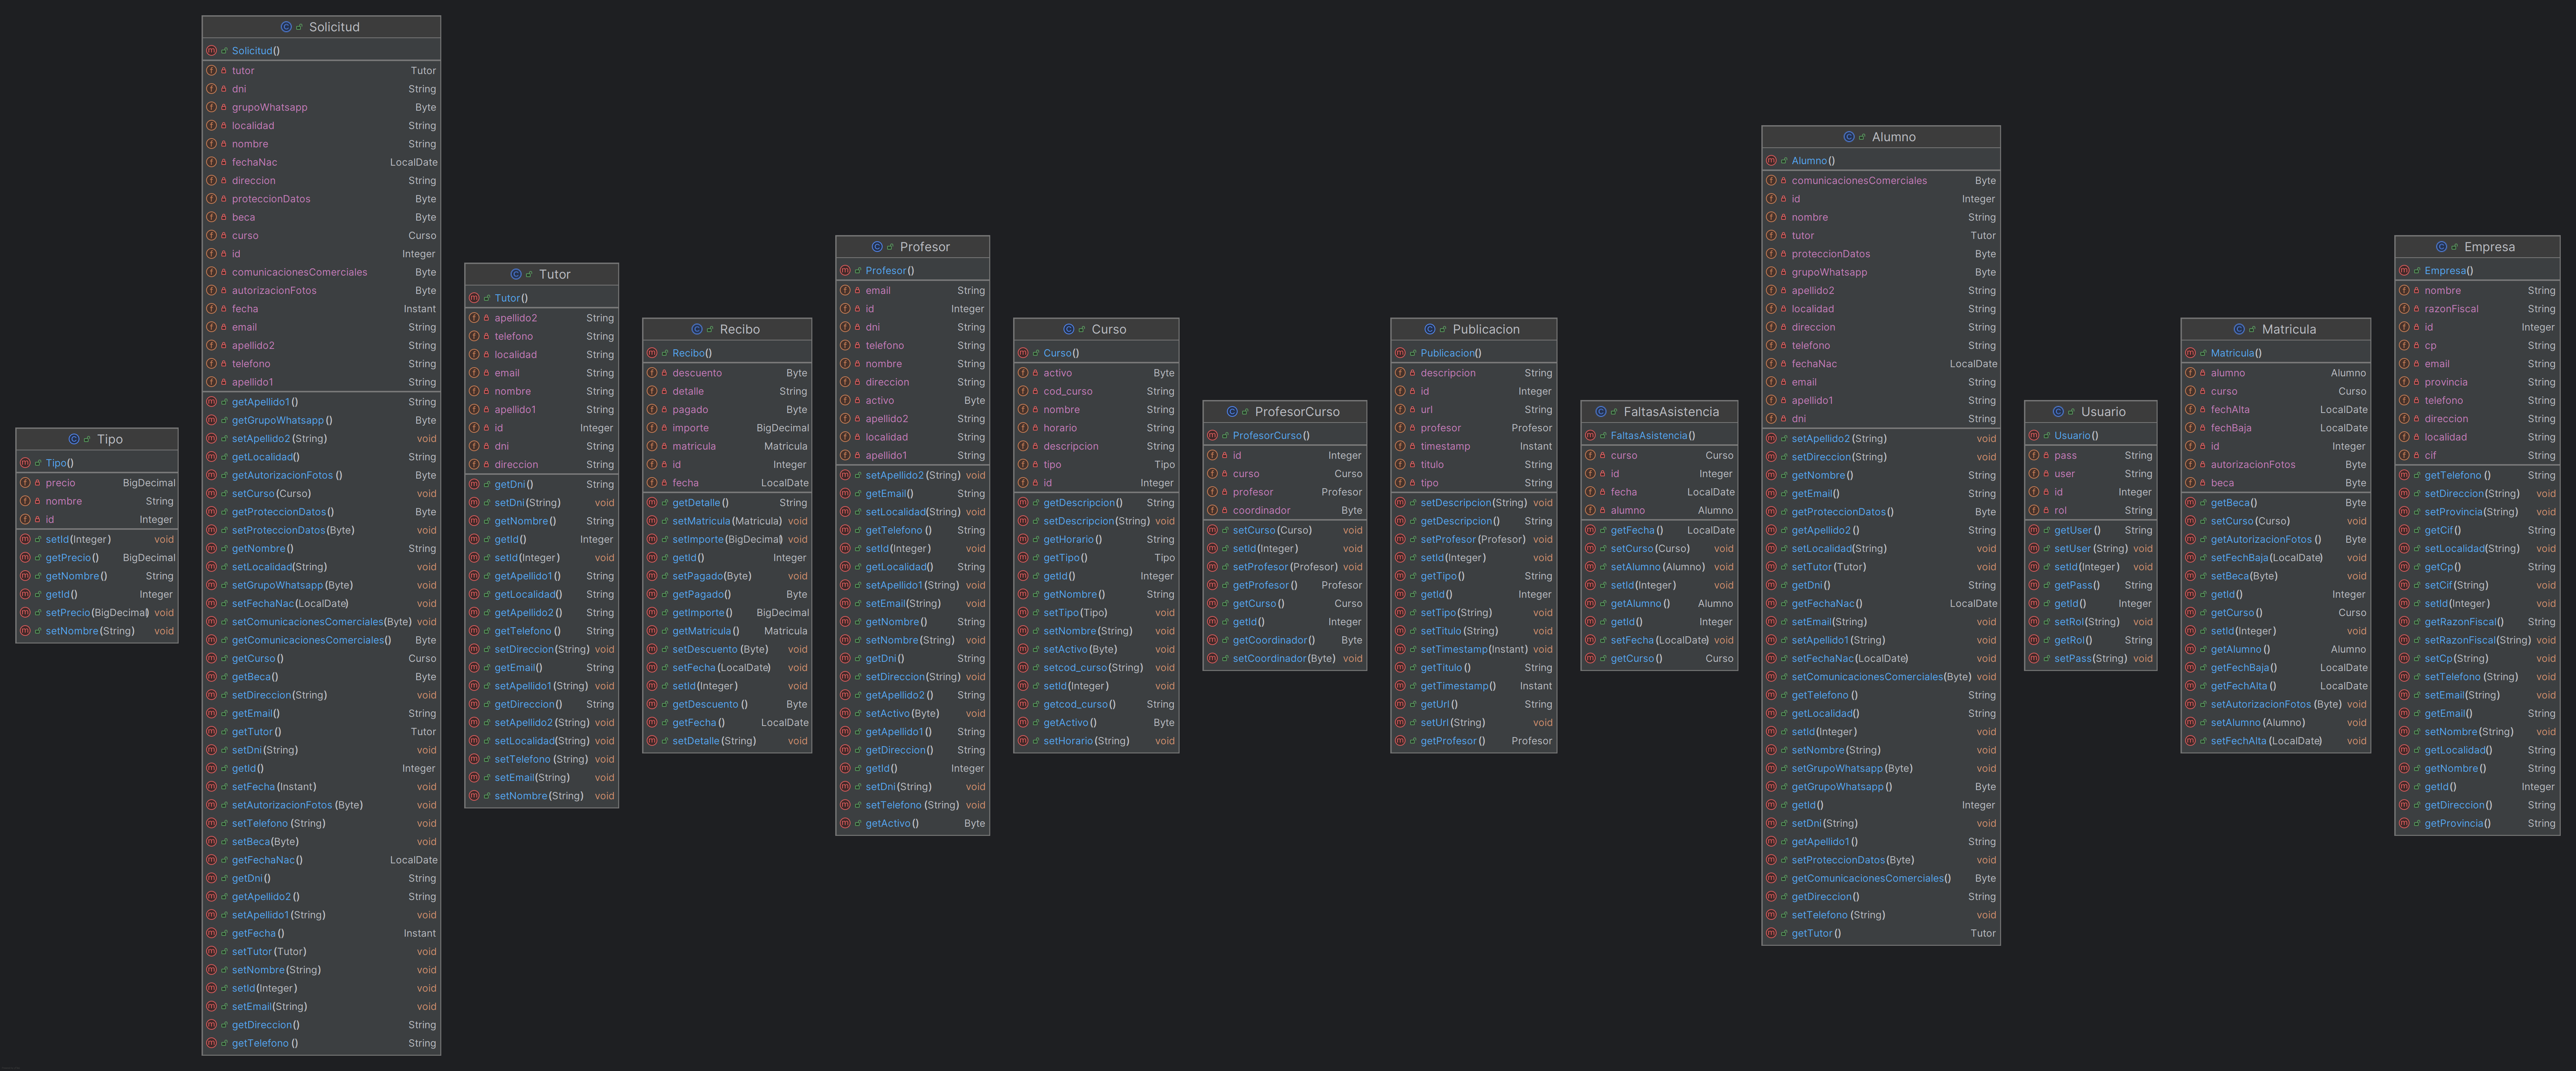 Tipo
Tipo()
precio BigDecimal
nombre String
id Integer
setId(Integer) void
getPrecio() BigDecimal
getNombre() String
getId() Integer
setPrecio(BigDecimal) void
setNombre(String) void
Solicitud
Solicitud()
tutor Tutor
dni String
grupoWhatsapp Byte
localidad String
nombre String
fechaNac LocalDate
direccion String
proteccionDatos Byte
beca Byte
curso Curso
id Integer
comunicacionesComerciales Byte
autorizacionFotos Byte
fecha Instant
email String
apellido2 String
telefono String
apellido1 String
getApellido1() String
getGrupoWhatsapp() Byte
setApellido2(String) void
getLocalidad() String
getAutorizacionFotos() Byte
setCurso(Curso) void
getProteccionDatos() Byte
setProteccionDatos(Byte) void
getNombre() String
setLocalidad(String) void
setGrupoWhatsapp(Byte) void
setFechaNac(LocalDate) void
setComunicacionesComerciales(Byte) void
getComunicacionesComerciales() Byte
getCurso() Curso
getBeca() Byte
setDireccion(String) void
getEmail() String
getTutor() Tutor
setDni(String) void
getId() Integer
setFecha(Instant) void
setAutorizacionFotos(Byte) void
setTelefono(String) void
setBeca(Byte) void
getFechaNac() LocalDate
getDni() String
getApellido2() String
setApellido1(String) void
getFecha() Instant
setTutor(Tutor) void
setNombre(String) void
setId(Integer) void
setEmail(String) void
getDireccion() String
getTelefono() String
Tutor
Tutor()
apellido2 String
telefono String
localidad String
email String
nombre String
apellido1 String
id Integer
dni String
direccion String
getDni() String
setDni(String) void
getNombre() String
getId() Integer
setId(Integer) void
getApellido1() String
getLocalidad() String
getApellido2() String
getTelefono() String
setDireccion(String) void
getEmail() String
setApellido1(String) void
getDireccion() String
setApellido2(String) void
setLocalidad(String) void
setTelefono(String) void
setEmail(String) void
setNombre(String) void
Recibo
Recibo()
descuento Byte
detalle String
pagado Byte
importe BigDecimal
matricula Matricula
id Integer
fecha LocalDate
getDetalle() String
setMatricula(Matricula) void
setImporte(BigDecimal) void
getId() Integer
setPagado(Byte) void
getPagado() Byte
getImporte() BigDecimal
getMatricula() Matricula
setDescuento(Byte) void
setFecha(LocalDate) void
setId(Integer) void
getDescuento() Byte
getFecha() LocalDate
setDetalle(String) void
Profesor
Profesor()
email String
id Integer
dni String
telefono String
nombre String
direccion String
activo Byte
apellido2 String
localidad String
apellido1 String
setApellido2(String) void
getEmail() String
setLocalidad(String) void
getTelefono() String
setId(Integer) void
getLocalidad() String
setApellido1(String) void
setEmail(String) void
getNombre() String
setNombre(String) void
getDni() String
setDireccion(String) void
getApellido2() String
setActivo(Byte) void
getApellido1() String
getDireccion() String
getId() Integer
setDni(String) void
setTelefono(String) void
getActivo() Byte
Curso
Curso()
activo Byte
cod_curso String
nombre String
horario String
descripcion String
tipo Tipo
id Integer
getDescripcion() String
setDescripcion(String) void
getHorario() String
getTipo() Tipo
getId() Integer
getNombre() String
setTipo(Tipo) void
setNombre(String) void
setActivo(Byte) void
setcod_curso(String) void
setId(Integer) void
getcod_curso() String
getActivo() Byte
setHorario(String) void
ProfesorCurso
ProfesorCurso()
id Integer
curso Curso
profesor Profesor
coordinador Byte
setCurso(Curso) void
setId(Integer) void
setProfesor(Profesor) void
getProfesor() Profesor
getCurso() Curso
getId() Integer
getCoordinador() Byte
setCoordinador(Byte) void
Publicacion
Publicacion()
descripcion String
id Integer
url String
profesor Profesor
timestamp Instant
titulo String
tipo String
setDescripcion(String) void
getDescripcion() String
setProfesor(Profesor) void
setId(Integer) void
getTipo() String
getId() Integer
setTipo(String) void
setTitulo(String) void
setTimestamp(Instant) void
getTitulo() String
getTimestamp() Instant
getUrl() String
setUrl(String) void
getProfesor() Profesor
FaltasAsistencia
FaltasAsistencia()
curso Curso
id Integer
fecha LocalDate
alumno Alumno
getFecha() LocalDate
setCurso(Curso) void
setAlumno(Alumno) void
setId(Integer) void
getAlumno() Alumno
getId() Integer
setFecha(LocalDate) void
getCurso() Curso
Alumno
Alumno()
comunicacionesComerciales Byte
id Integer
nombre String
tutor Tutor
proteccionDatos Byte
grupoWhatsapp Byte
apellido2 String
localidad String
direccion String
telefono String
fechaNac LocalDate
email String
apellido1 String
dni String
setApellido2(String) void
setDireccion(String) void
getNombre() String
getEmail() String
getProteccionDatos() Byte
getApellido2() String
setLocalidad(String) void
setTutor(Tutor) void
getDni() String
getFechaNac() LocalDate
setEmail(String) void
setApellido1(String) void
setFechaNac(LocalDate) void
setComunicacionesComerciales(Byte) void
getTelefono() String
getLocalidad() String
setId(Integer) void
setNombre(String) void
setGrupoWhatsapp(Byte) void
getGrupoWhatsapp() Byte
getId() Integer
setDni(String) void
getApellido1() String
setProteccionDatos(Byte) void
getComunicacionesComerciales() Byte
getDireccion() String
setTelefono(String) void
getTutor() Tutor
Usuario
Usuario()
pass String
user String
id Integer
rol String
getUser() String
setUser(String) void
setId(Integer) void
getPass() String
getId() Integer
setRol(String) void
getRol() String
setPass(String) void
Matricula
Matricula()
alumno Alumno
curso Curso
fechAlta LocalDate
fechBaja LocalDate
id Integer
autorizacionFotos Byte
beca Byte
getBeca() Byte
setCurso(Curso) void
getAutorizacionFotos() Byte
setFechBaja(LocalDate) void
setBeca(Byte) void
getId() Integer
getCurso() Curso
setId(Integer) void
getAlumno() Alumno
getFechBaja() LocalDate
getFechAlta() LocalDate
setAutorizacionFotos(Byte) void
setAlumno(Alumno) void
setFechAlta(LocalDate) void
Empresa
Empresa()
nombre String
razonFiscal String
id Integer
cp String
email String
provincia String
telefono String
direccion String
localidad String
cif String
getTelefono() String
setDireccion(String) void
setProvincia(String) void
getCif() String
setLocalidad(String) void
getCp() String
setCif(String) void
setId(Integer) void
getRazonFiscal() String
setRazonFiscal(String) void
setCp(String) void
setTelefono(String) void
setEmail(String) void
getEmail() String
setNombre(String) void
getLocalidad() String
getNombre() String
getId() Integer
getDireccion() String
getProvincia() String